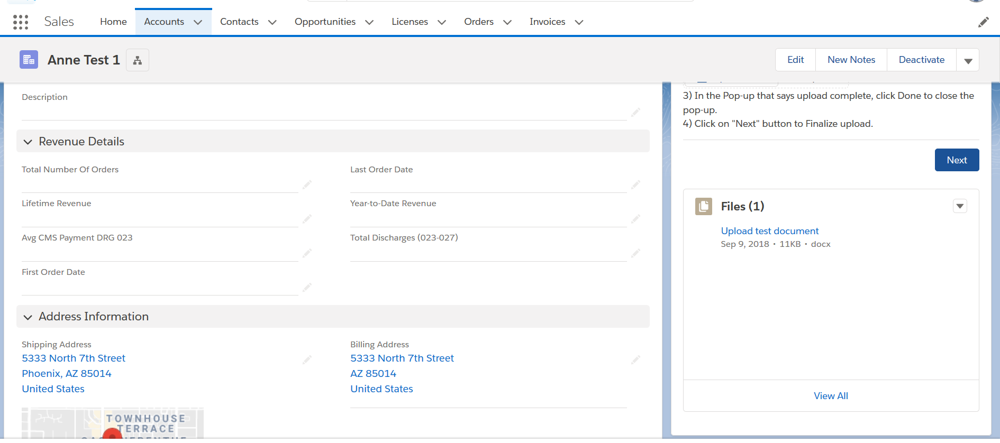 Sales
Home
Accounts
Contacts
Opportunities
Licenses
Orders
Invoices
Anne Test 1
Edit
New Notes
Deactivate
Description
Revenue Details
Total Number Of Orders
Last Order Date
Lifetime Revenue
Year-to-Date Revenue
Avg CMS Payment DRG 023
Total Discharges (023-027)
First Order Date
Address Information
Shipping Address
5333 North 7th Street
Phoenix, AZ 85014
United States
Billing Address
5333 North 7th Street
AZ 85014
United States
TOWNHOUSE
TERRACE
3) In the Pop-up that says upload complete, click Done to close the
pop-up.
4) Click on "Next" button to Finalize upload.
Next
Files (1)
Upload test document
Sep 9, 2018 • 11KB • docx
View All